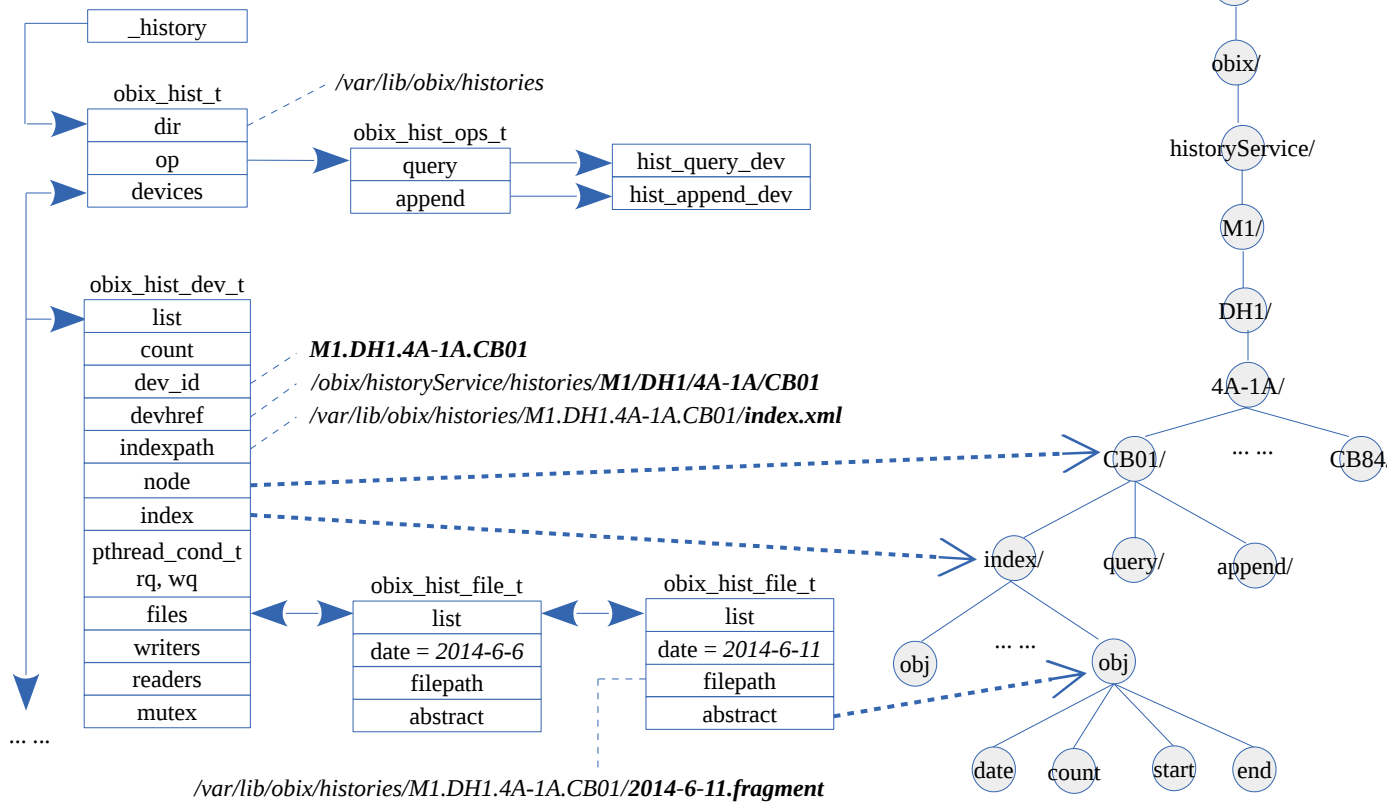 _history
obix_hist_t
dir
op
devices
/var/lib/obix/histories
obix_hist_ops_t
query
append
hist_query_dev
hist_append_dev
obix_hist_dev_t
list
count
dev_id
devhref
indexpath
node
index
pthread_cond_t
rq, wq
files
writers
readers
mutex
... ...
M1.DH1.4A-1A.CB01
/obix/historyService/histories/M1/DH1/4A-1A/CB01
/var/lib/obix/histories/M1.DH1.4A-1A.CB01/index.xml
obix_hist_file_t
list
date = 2014-6-6
filepath
abstract
obix_hist_file_t
list
date = 2014-6-11
filepath
abstract
/var/lib/obix/histories/M1.DH1.4A-1A.CB01/2014-6-11.fragment
obix/
historyService/
M1/
DH1/
4A-1A/
CB01/
... ...
CB84/
index/
query/
append/
obj
... ...
obj
date
count
start
end